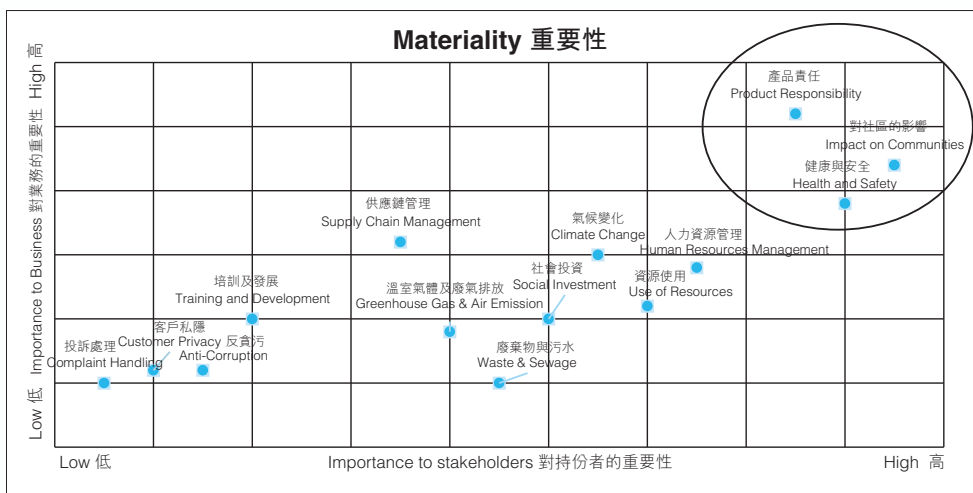 Materiality 重要性
Low 低 Importance to Business 對業務的重要性 High 高
產品責任
Product Responsibility
對社區的影響
Impact on Communities
健康與安全
Health and Safety
供應鏈管理
Supply Chain Management
氣候變化
Climate Change
人力資源管理
Human Resources Management
培訓及發展
Training and Development
溫室氣體及廢氣排放
Greenhouse Gas & Air Emission
社會投資
Social Investment
資源使用
Use of Resources
投訴處理
Complaint Handling
客戶私隱
Customer Privacy
反貪污
Anti-Corruption
廢棄物與污水
Waste & Sewage
Low 低 Importance to stakeholders 對持份者的重要性 High 高